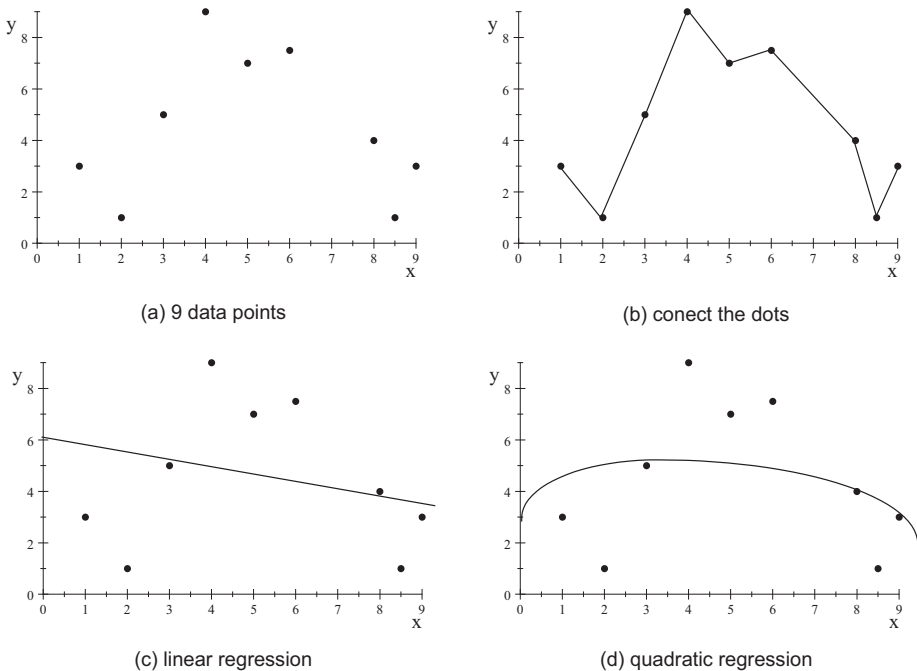 y
8
6
4
2
0
0 1 2 3 4 5 6 7 8 9
x
(a) 9 data points
y
8
6
4
2
0
0 1 2 3 4 5 6 7 8 9
x
(b) conect the dots
y
8
6
4
2
0
0 1 2 3 4 5 6 7 8 9
x
(c) linear regression
y
8
6
4
2
0
0 1 2 3 4 5 6 7 8 9
x
(d) quadratic regression